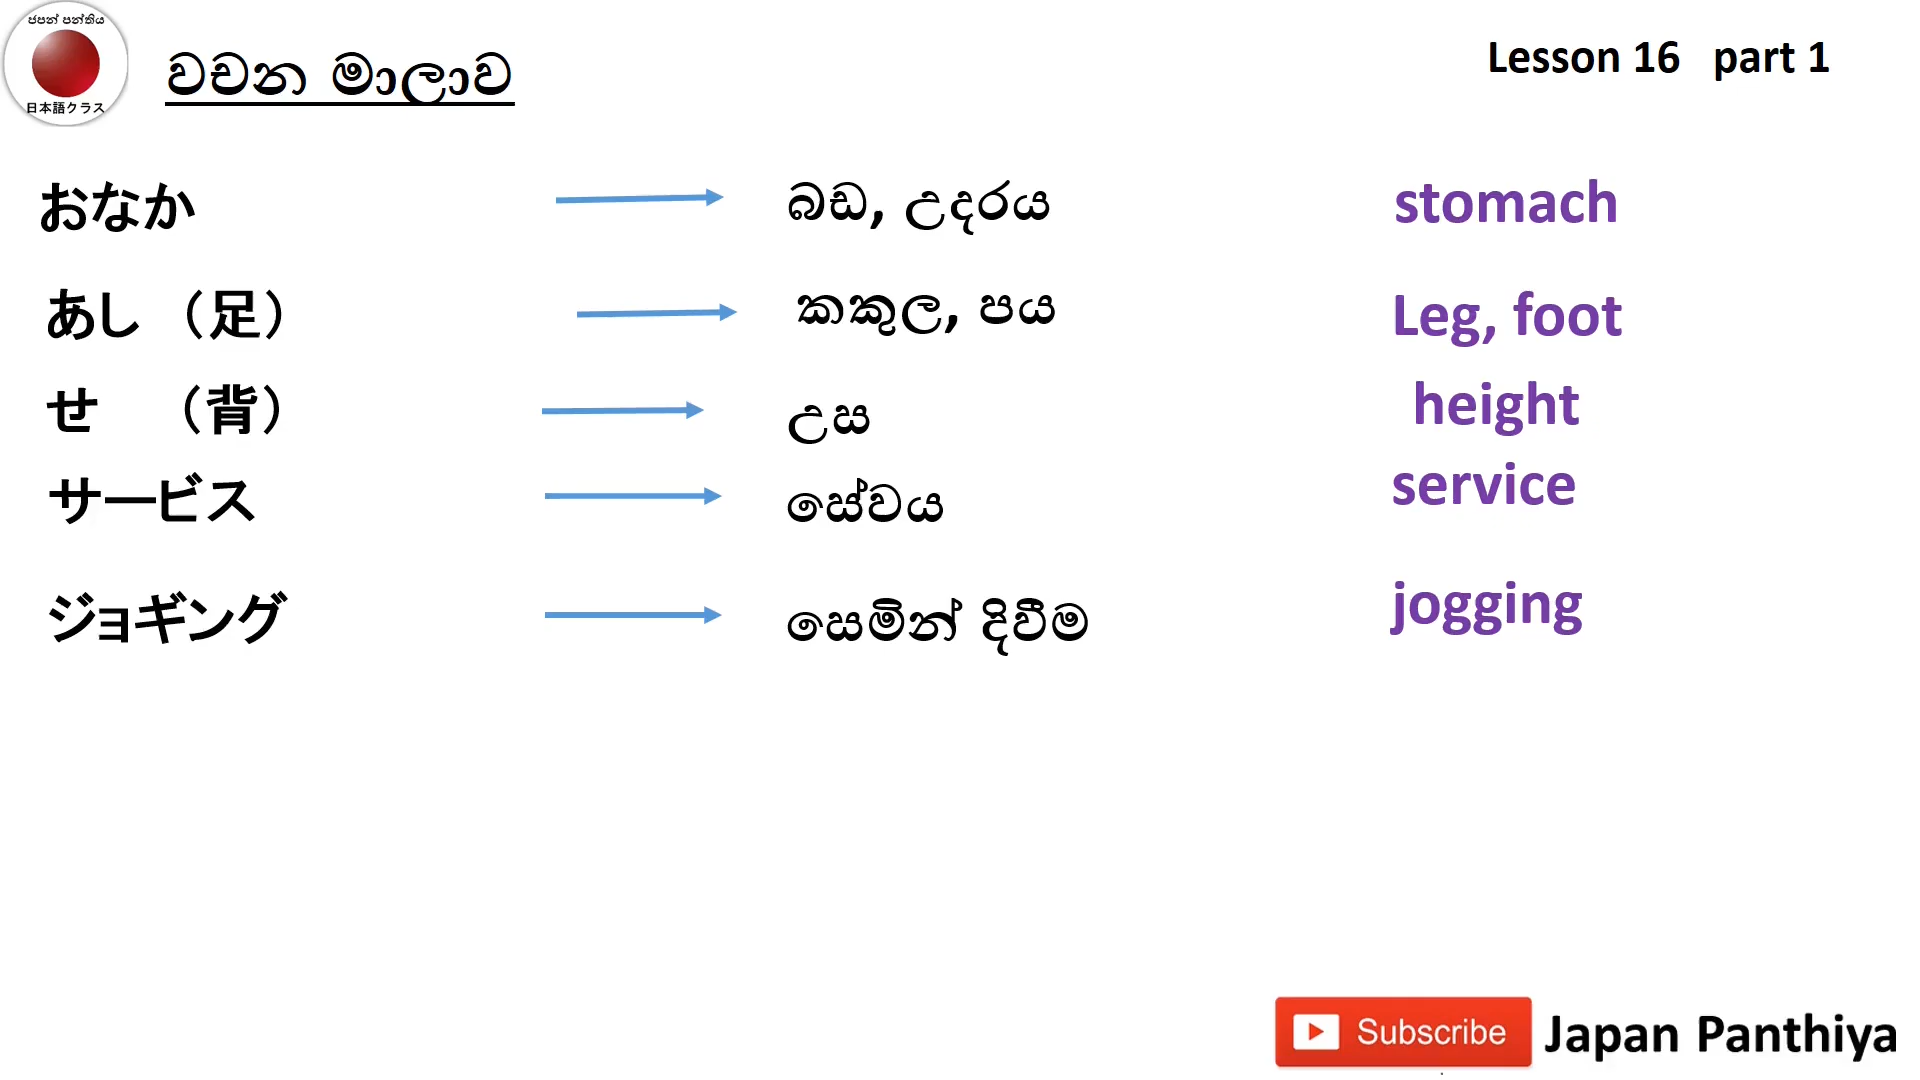 ජපන් පන්තිය
日本語クラス
වචන මාලාව
Lesson 16 part 1
おなか බඩ, උදරය stomach
あし （足） කකුල, පය Leg, foot
せ （背） උස height
サービス සේවය service
ジョギング සෙමින් දිවීම jogging
Subscribe Japan Panthiya